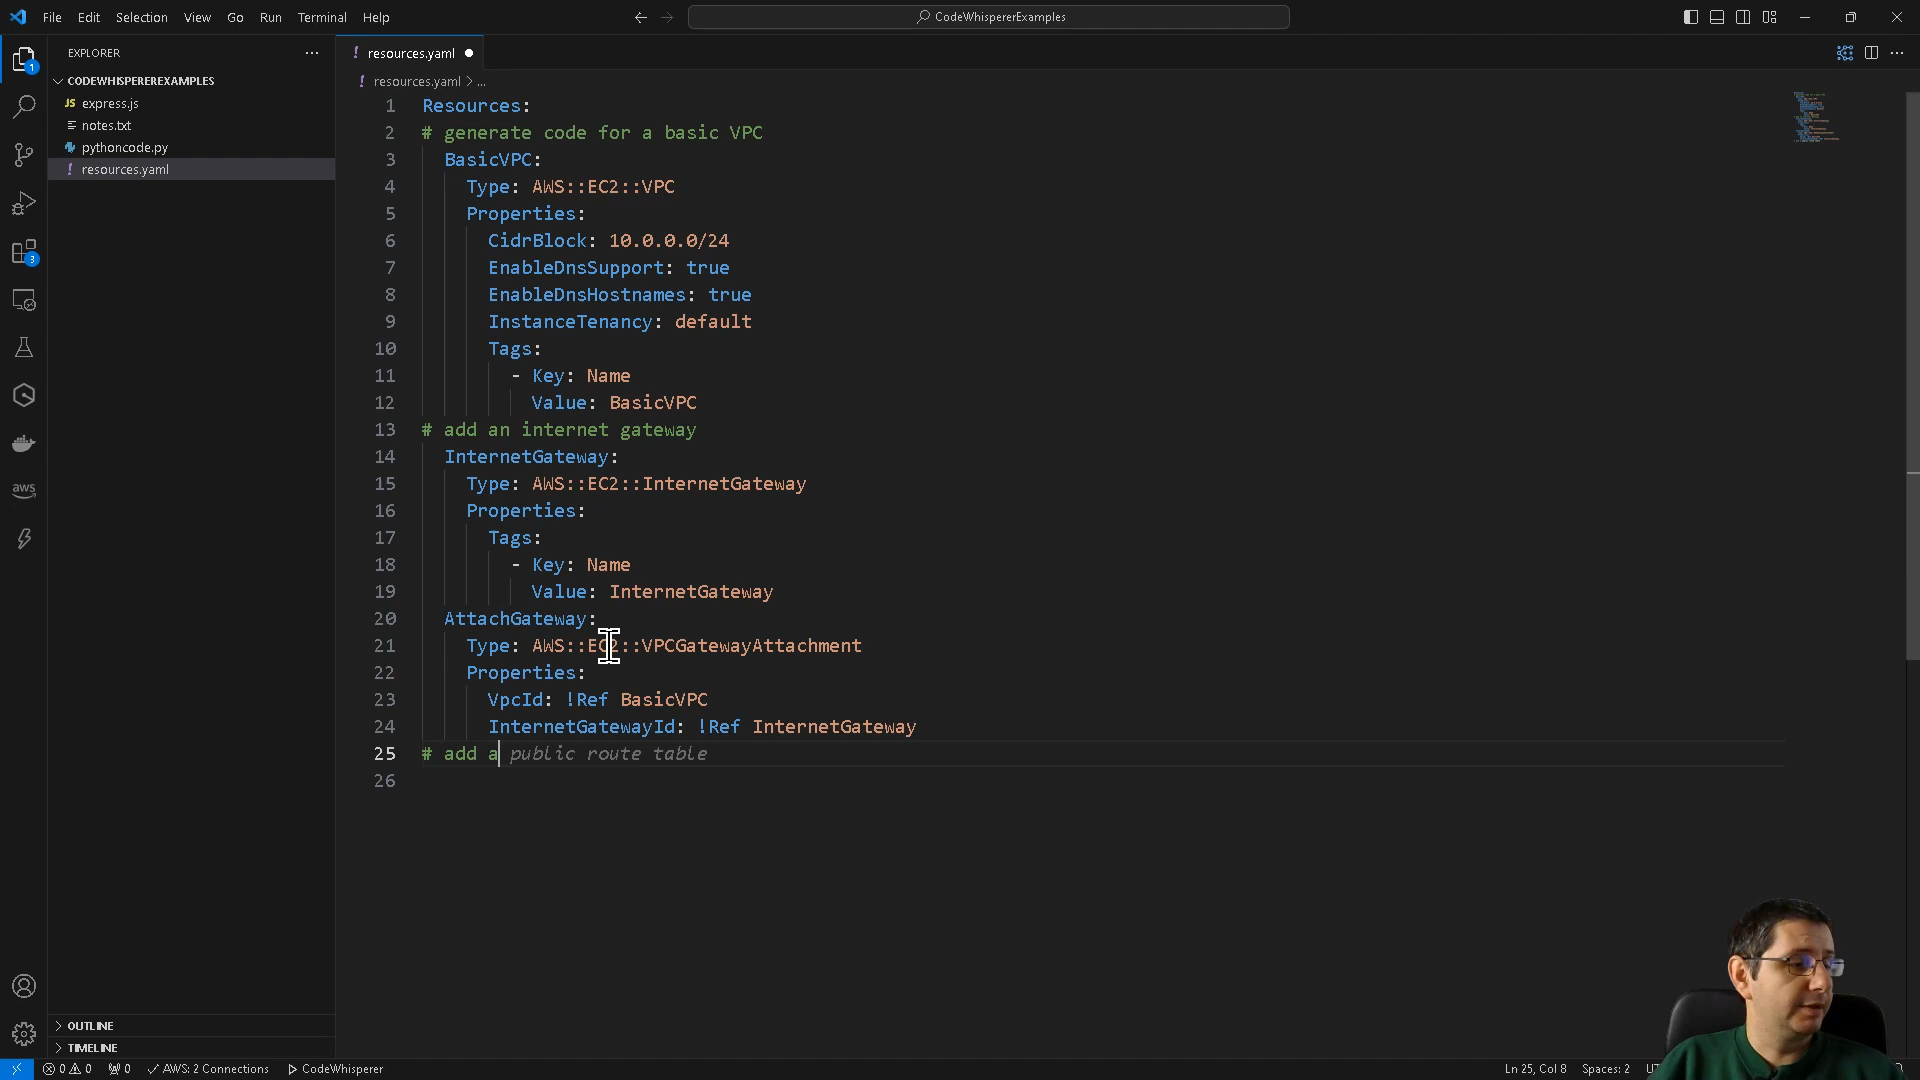 File Edit Selection View Go Run Terminal Help
CodeWhispererExamples
EXPLORER
resources.yaml
CODEWHISPEREREXAMPLES
resources.yaml > ...
JS express.js
notes.txt
pythoncode.py
! resources.yaml
1 Resources:
2 # generate code for a basic VPC
3 BasicVPC:
4 Type: AWS::EC2::VPC
5 Properties:
6 CidrBlock: 10.0.0.0/24
7 EnableDnsSupport: true
8 EnableDnsHostnames: true
9 InstanceTenancy: default
10 Tags:
11 - Key: Name
12 Value: BasicVPC
13 # add an internet gateway
14 InternetGateway:
15 Type: AWS::EC2::InternetGateway
16 Properties:
17 Tags:
18 - Key: Name
19 Value: InternetGateway
20 AttachGateway:
21 Type: AWS::EC2::VPCGatewayAttachment
22 Properties:
23 VpcId: !Ref BasicVPC
24 InternetGatewayId: !Ref InternetGateway
25 # add a public route table
26
1
3
aws
OUTLINE
TIMELINE
0 0 0 AWS: 2 Connections CodeWhisperer Ln 25, Col 8 Spaces: 2